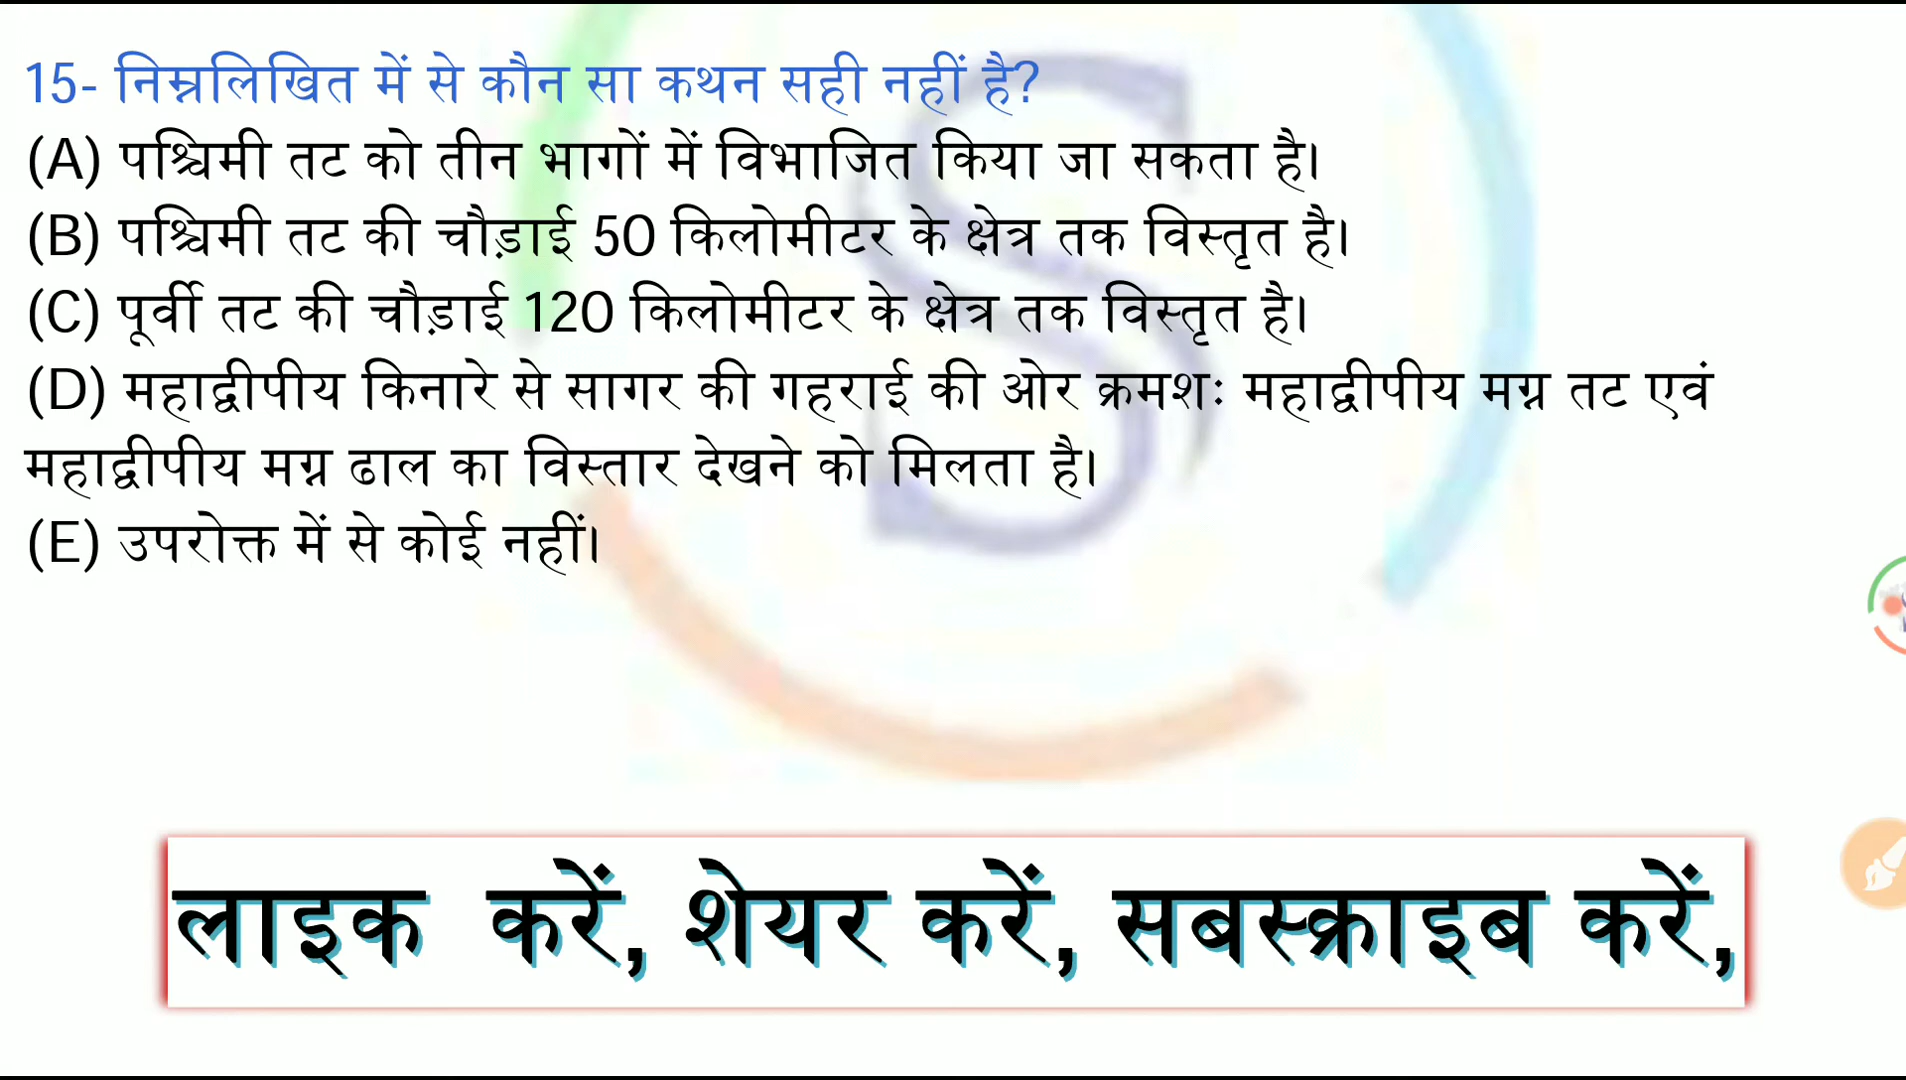 15- निम्नलिखित में से कौन सा कथन सही नहीं है?
(A) पश्चिमी तट को तीन भागों में विभाजित किया जा सकता है।
(B) पश्चिमी तट की चौड़ाई 50 किलोमीटर के क्षेत्र तक विस्तृत है।
(C) पूर्वी तट की चौड़ाई 120 किलोमीटर के क्षेत्र तक विस्तृत है।
(D) महाद्वीपीय किनारे से सागर की गहराई की ओर क्रमशः महाद्वीपीय मग्न तट एवं
महाद्वीपीय मग्न ढाल का विस्तार देखने को मिलता है।
(E) उपरोक्त में से कोई नहीं।
S
लाइक करें, शेयर करें, सबस्क्राइब करें,